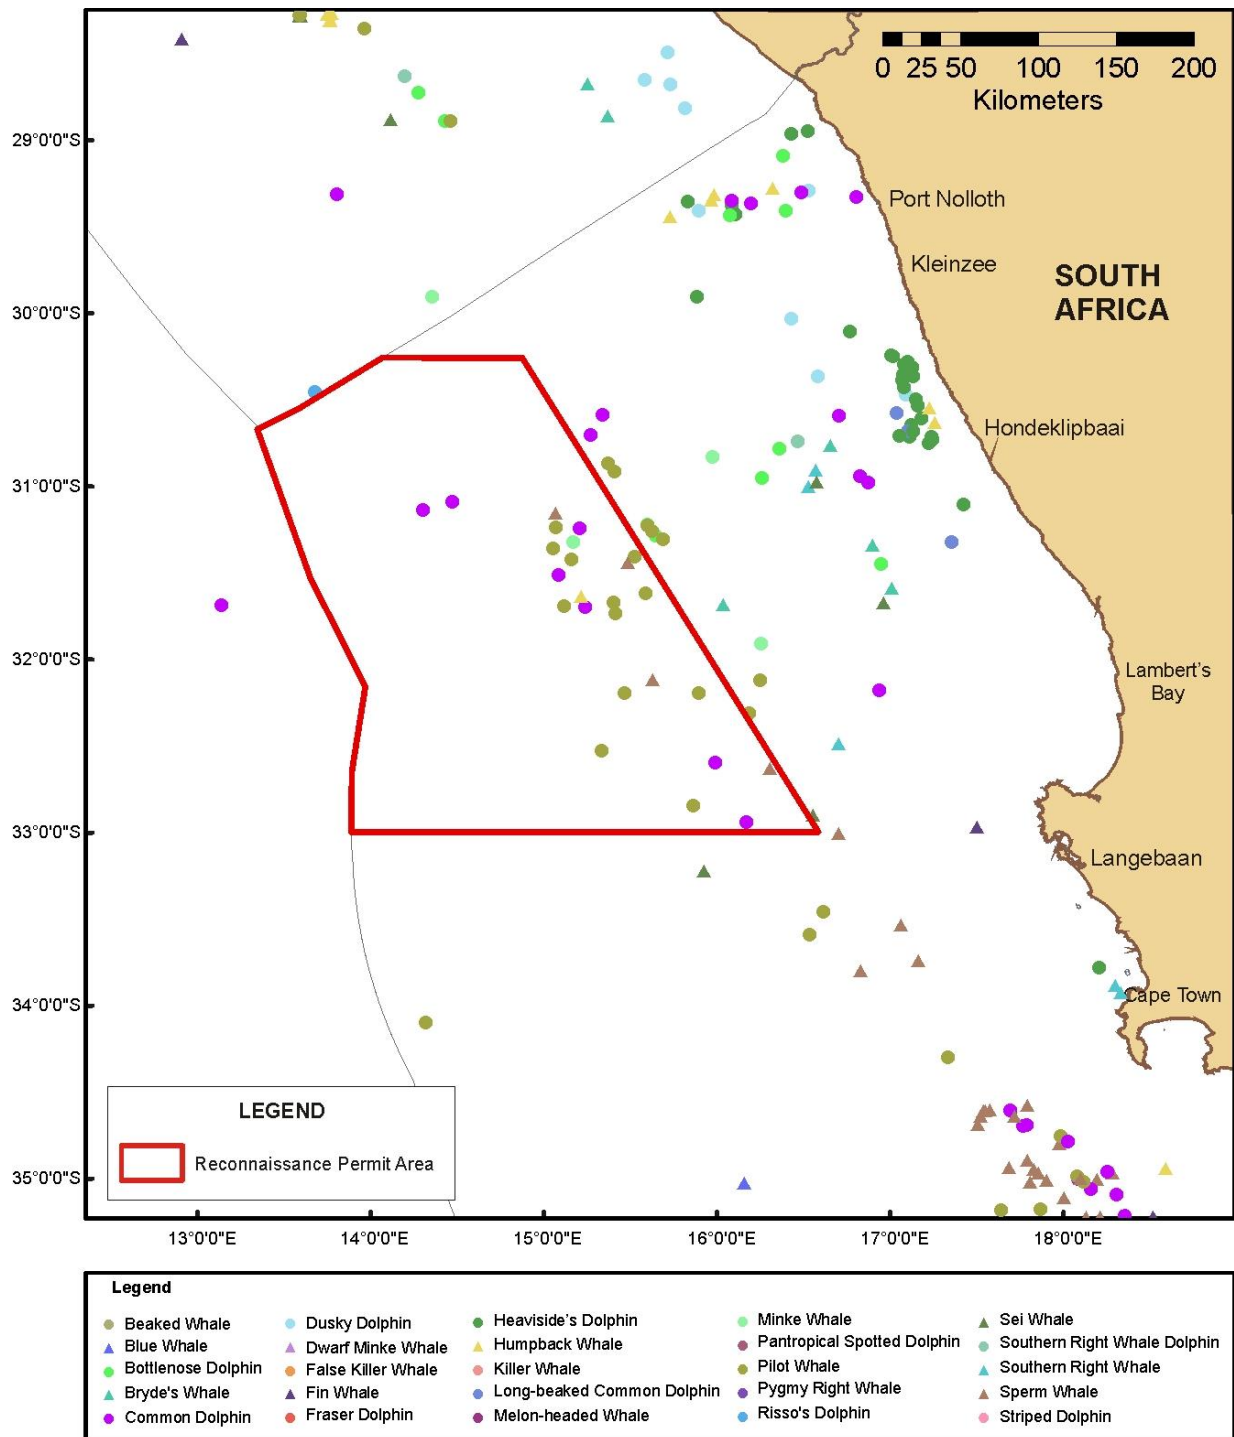 0 25 50 100 150 200
Kilometers
29°0'0"S
30°0'0"S
31°0'0"S
32°0'0"S
33°0'0"S
34°0'0"S
35°0'0"S
Port Nolloth
Kleinzee
SOUTH
AFRICA
Hondeklipbaai
Lambert's
Bay
Langebaan
Cape Town
LEGEND
Reconnaissance Permit Area
13°0'0"E 14°0'0"E 15°0'0"E 16°0'0"E 17°0'0"E 18°0'0"E
Legend
Beaked Whale
Blue Whale
Bottlenose Dolphin
Bryde's Whale
Common Dolphin
Dusky Dolphin
Dwarf Minke Whale
False Killer Whale
Fin Whale
Fraser Dolphin
Heaviside's Dolphin
Humpback Whale
Killer Whale
Long-beaked Common Dolphin
Melon-headed Whale
Minke Whale
Pantropical Spotted Dolphin
Pilot Whale
Pygmy Right Whale
Risso's Dolphin
Sei Whale
Southern Right Whale Dolphin
Southern Right Whale
Sperm Whale
Striped Dolphin